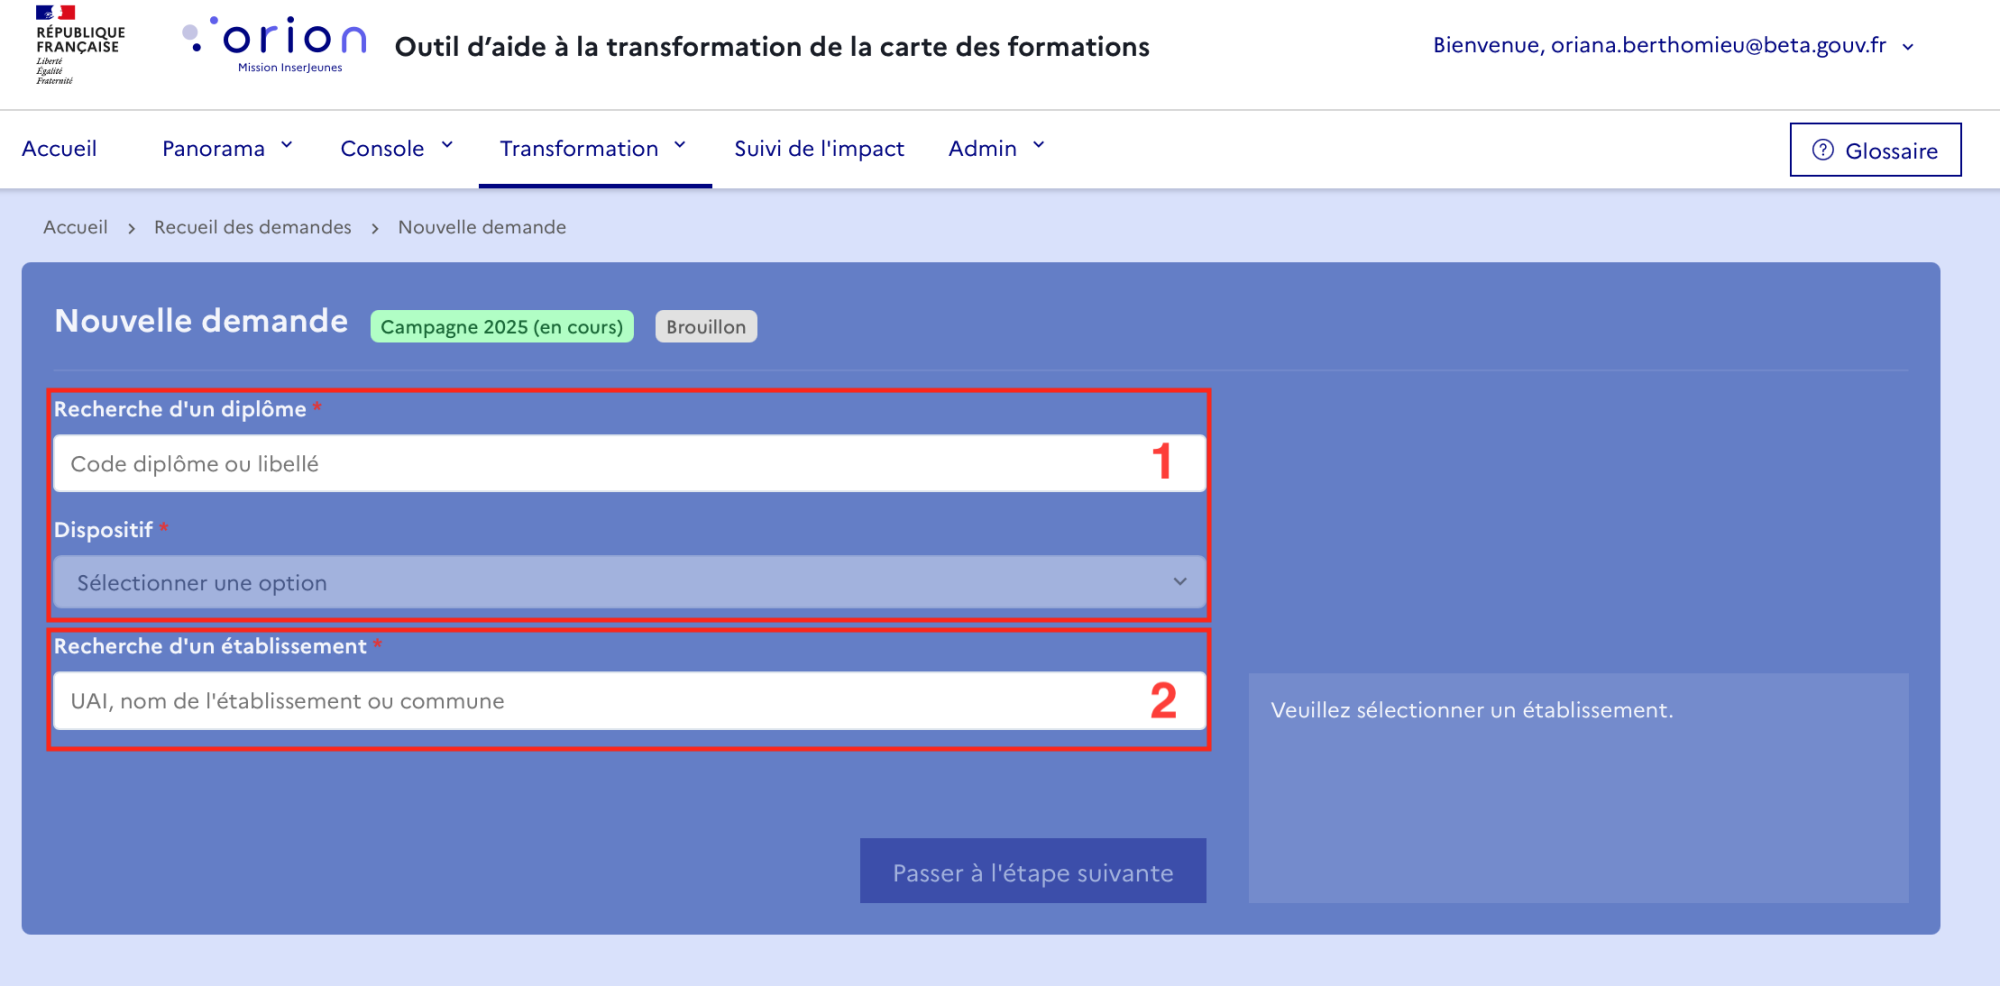 RÉPUBLIQUE
FRANÇAISE
Liberté
Égalité
Fraternité
orion
Mission InserJeunes
Outil d’aide à la transformation de la carte des formations
Bienvenue, oriana.berthomieu@beta.gouv.fr
Accueil Panorama Console Transformation Suivi de l'impact Admin
? Glossaire
Accueil > Recueil des demandes > Nouvelle demande
Nouvelle demande Campagne 2025 (en cours) Brouillon
Recherche d'un diplôme *
Code diplôme ou libellé 1
Dispositif *
Sélectionner une option
Recherche d'un établissement *
UAI, nom de l'établissement ou commune 2
Veuillez sélectionner un établissement.
Passer à l'étape suivante